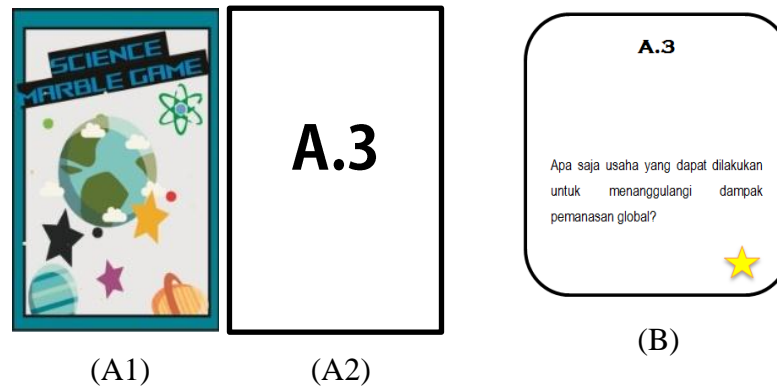 SCIENCE
MARBLE GAME
A.3
A.3
Apa saja usaha yang dapat dilakukan
untuk menanggulangi dampak
pemanasan global?
(A1)
(A2)
(B)